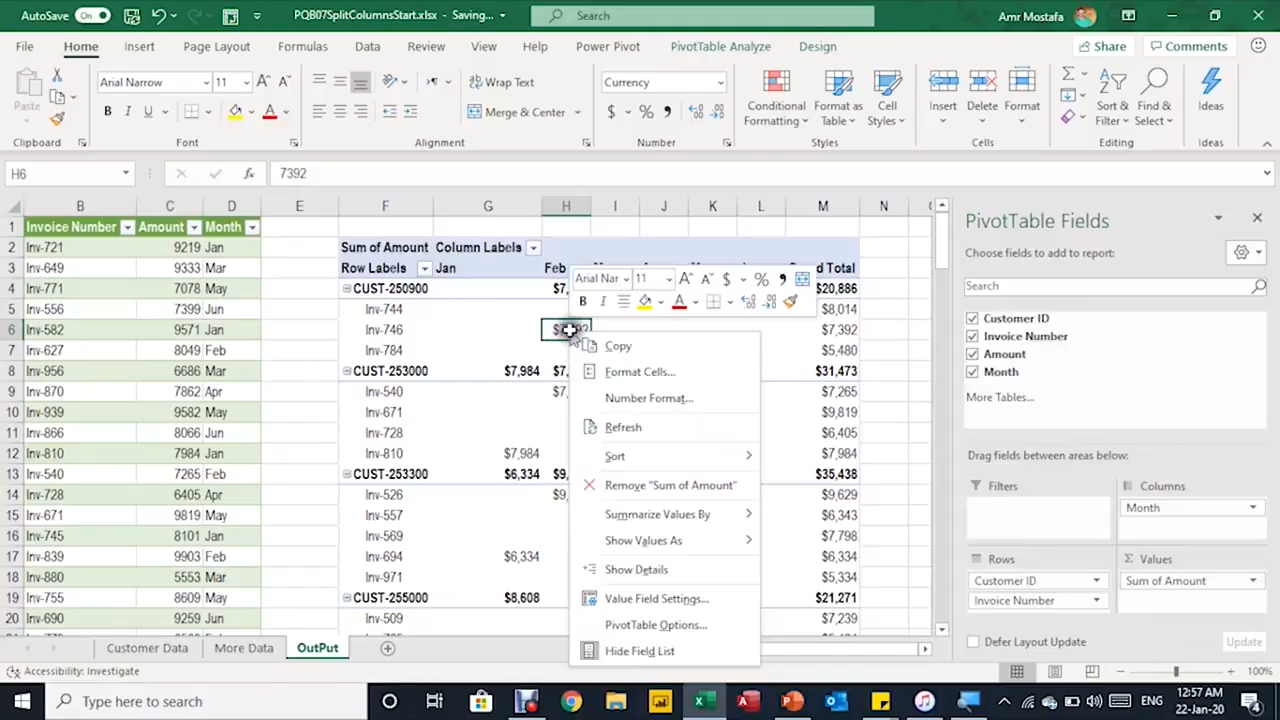 AutoSave On PQB07SplitColumnsStart.xlsx - Saving... Search Amr Mostafa
File Home Insert Page Layout Formulas Data Review View Help Power Pivot PivotTable Analyze Design Share Comments
Paste Arial Narrow 11 Wrap Text Currency Conditional Formatting Format as Table Cell Styles Insert Delete Format Sort & Filter Find & Select Ideas
B I U Merge & Center $ %
Clipboard Font Alignment Number Styles Cells Editing Ideas
H6 fx 7392
B C D E F G H I J K L M N
1 Invoice Number Amount Month
2 Inv-721 9219 Jan Sum of Amount Column Labels
3 Inv-649 9333 Mar Row Labels Jan Feb Total
4 Inv-771 7078 May CUST-250900 $20,886
5 Inv-556 7399 Jun Inv-744 $8,014
6 Inv-582 9571 Jan Inv-746 $7,392
7 Inv-627 8049 Feb Inv-784 $5,480
8 Inv-956 6686 Mar CUST-253000 $7,984 $31,473
9 Inv-870 7862 Apr Inv-540 $7,265
10 Inv-939 9582 May Inv-671 $9,819
11 Inv-866 8066 Jun Inv-728 $6,405
12 Inv-810 7984 Jan Inv-810 $7,984 $7,984
13 Inv-540 7265 Feb CUST-253300 $6,334 $35,438
14 Inv-728 6405 Apr Inv-526 $9,629
15 Inv-671 9819 May Inv-557 $6,343
16 Inv-745 8101 Jan Inv-569 $7,798
17 Inv-839 9903 Feb Inv-694 $6,334 $6,334
18 Inv-880 5553 Mar Inv-971 $5,334
19 Inv-755 8609 May CUST-255000 $8,608 $21,271
20 Inv-690 9259 Jun Inv-509 $7,239
Arial Nar 11 $ %
B I
Copy
Format Cells...
Number Format...
Refresh
Sort
Remove "Sum of Amount"
Summarize Values By
Show Values As
Show Details
Value Field Settings...
PivotTable Options...
Hide Field List
PivotTable Fields
Choose fields to add to report:
Search
Customer ID
Invoice Number
Amount
Month
More Tables...
Drag fields between areas below:
Filters Columns
Month
Rows Values
Customer ID Sum of Amount
Invoice Number
Defer Layout Update Update
Customer Data More Data OutPut
Accessibility: Investigate 100%
Type here to search ENG 12:57 AM
22-Jan-20 4